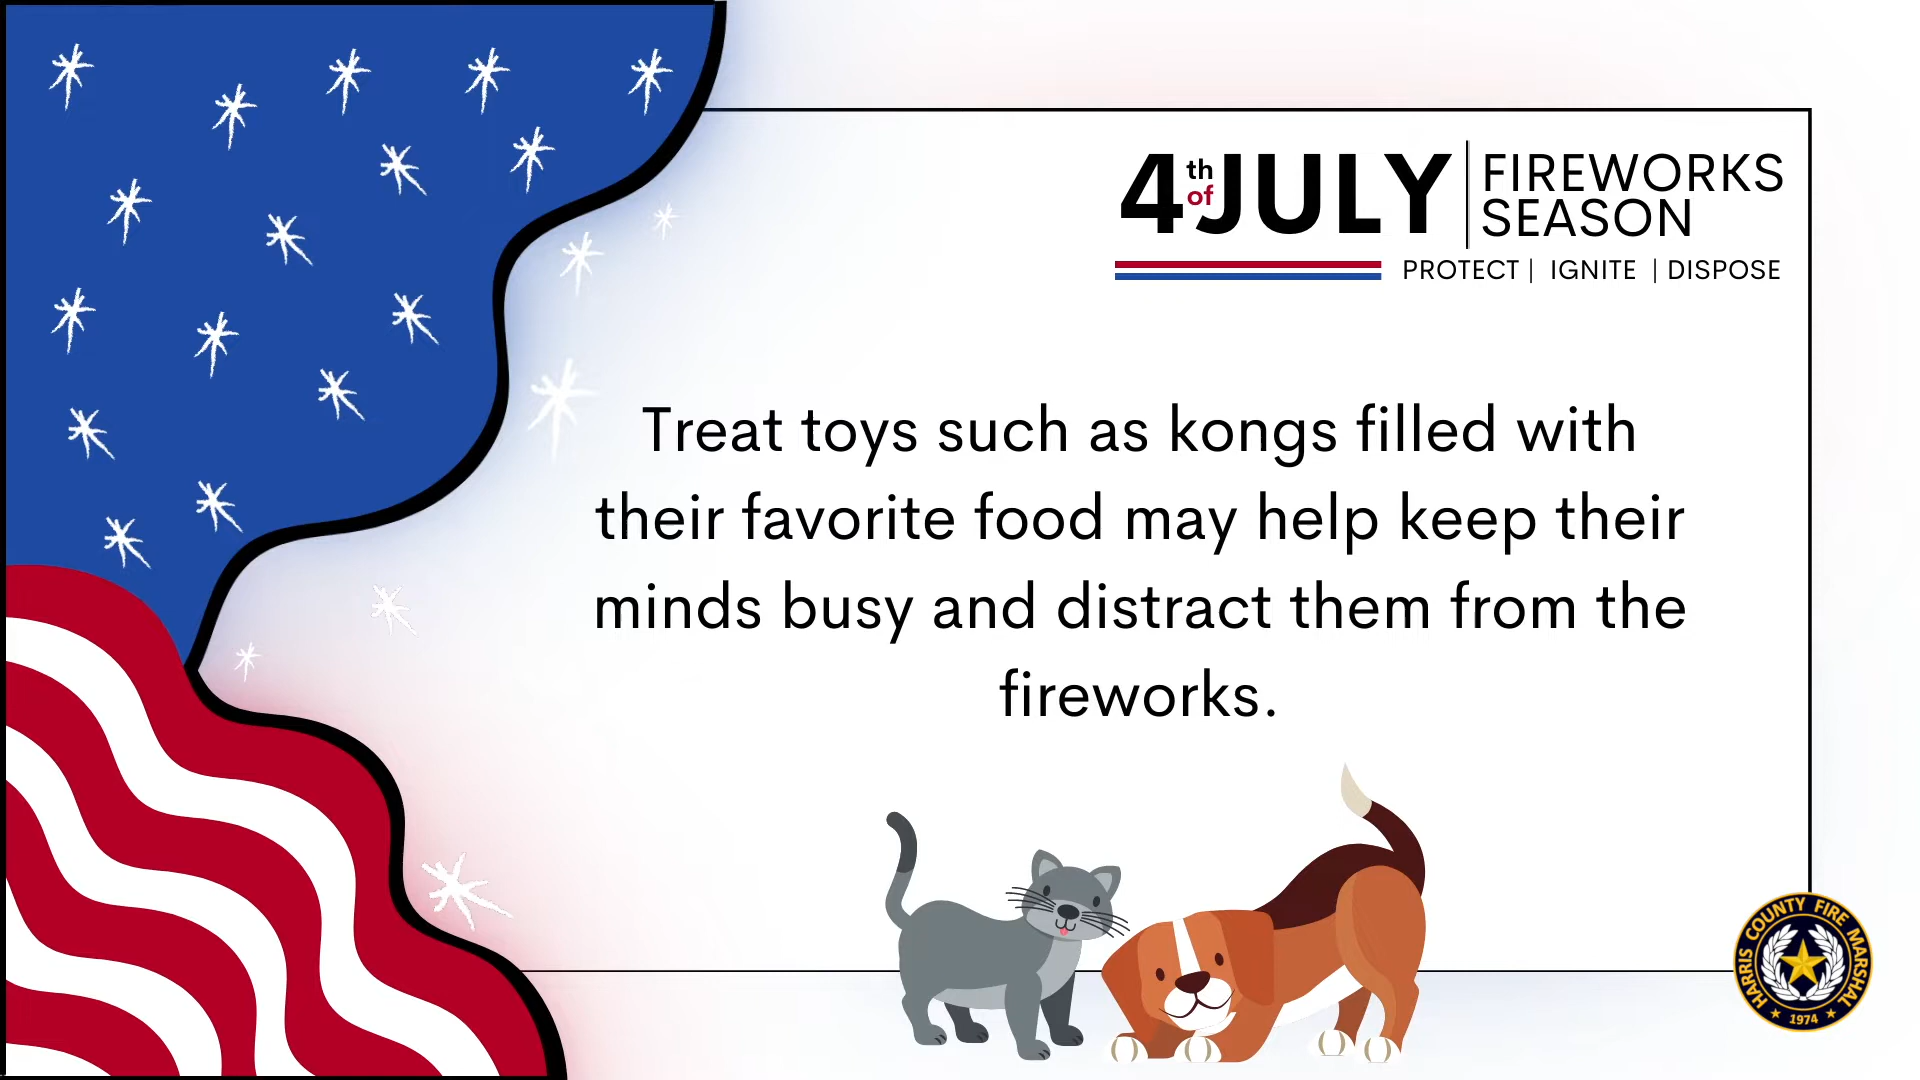 4th of JULY
FIREWORKS
SEASON
PROTECT | IGNITE | DISPOSE
Treat toys such as kongs filled with
their favorite food may help keep their
minds busy and distract them from the
fireworks.
HARRIS COUNTY FIRE MARSHAL
★ 1974 ★